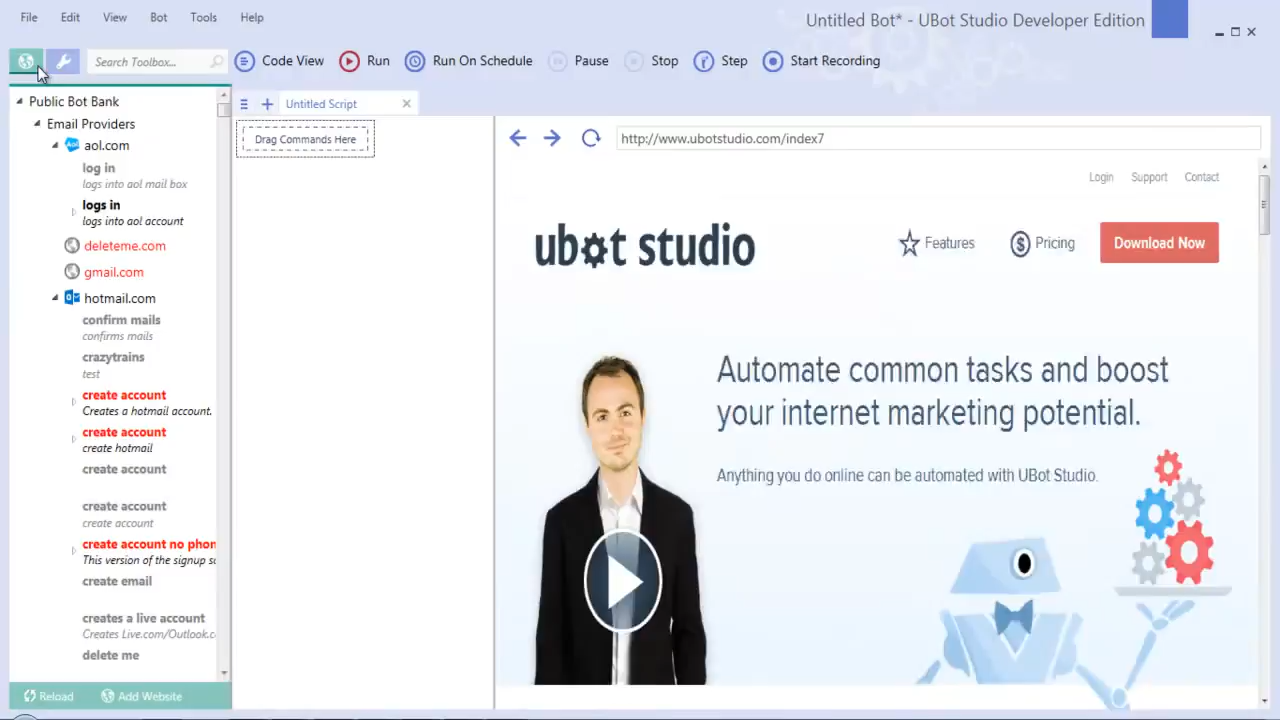 File Edit View Bot Tools Help
Untitled Bot* - UBot Studio Developer Edition
Search Toolbox...
Code View Run Run On Schedule Pause Stop Step Start Recording
Public Bot Bank
Email Providers
Aol. aol.com
log in
logs into aol mail box
logs in
logs into aol account
deleteme.com
gmail.com
hotmail.com
confirm mails
confirms mails
crazytrains
test
create account
Creates a hotmail account.
create account
create hotmail
create account
create account
create account
create account no phon
This version of the signup s
create email
creates a live account
Creates Live.com/Outlook.c
delete me
Reload Add Website
Untitled Script
Drag Commands Here
http://www.ubotstudio.com/index7
Login Support Contact
ubot studio
Features Pricing Download Now
Automate common tasks and boost
your internet marketing potential.
Anything you do online can be automated with UBot Studio.